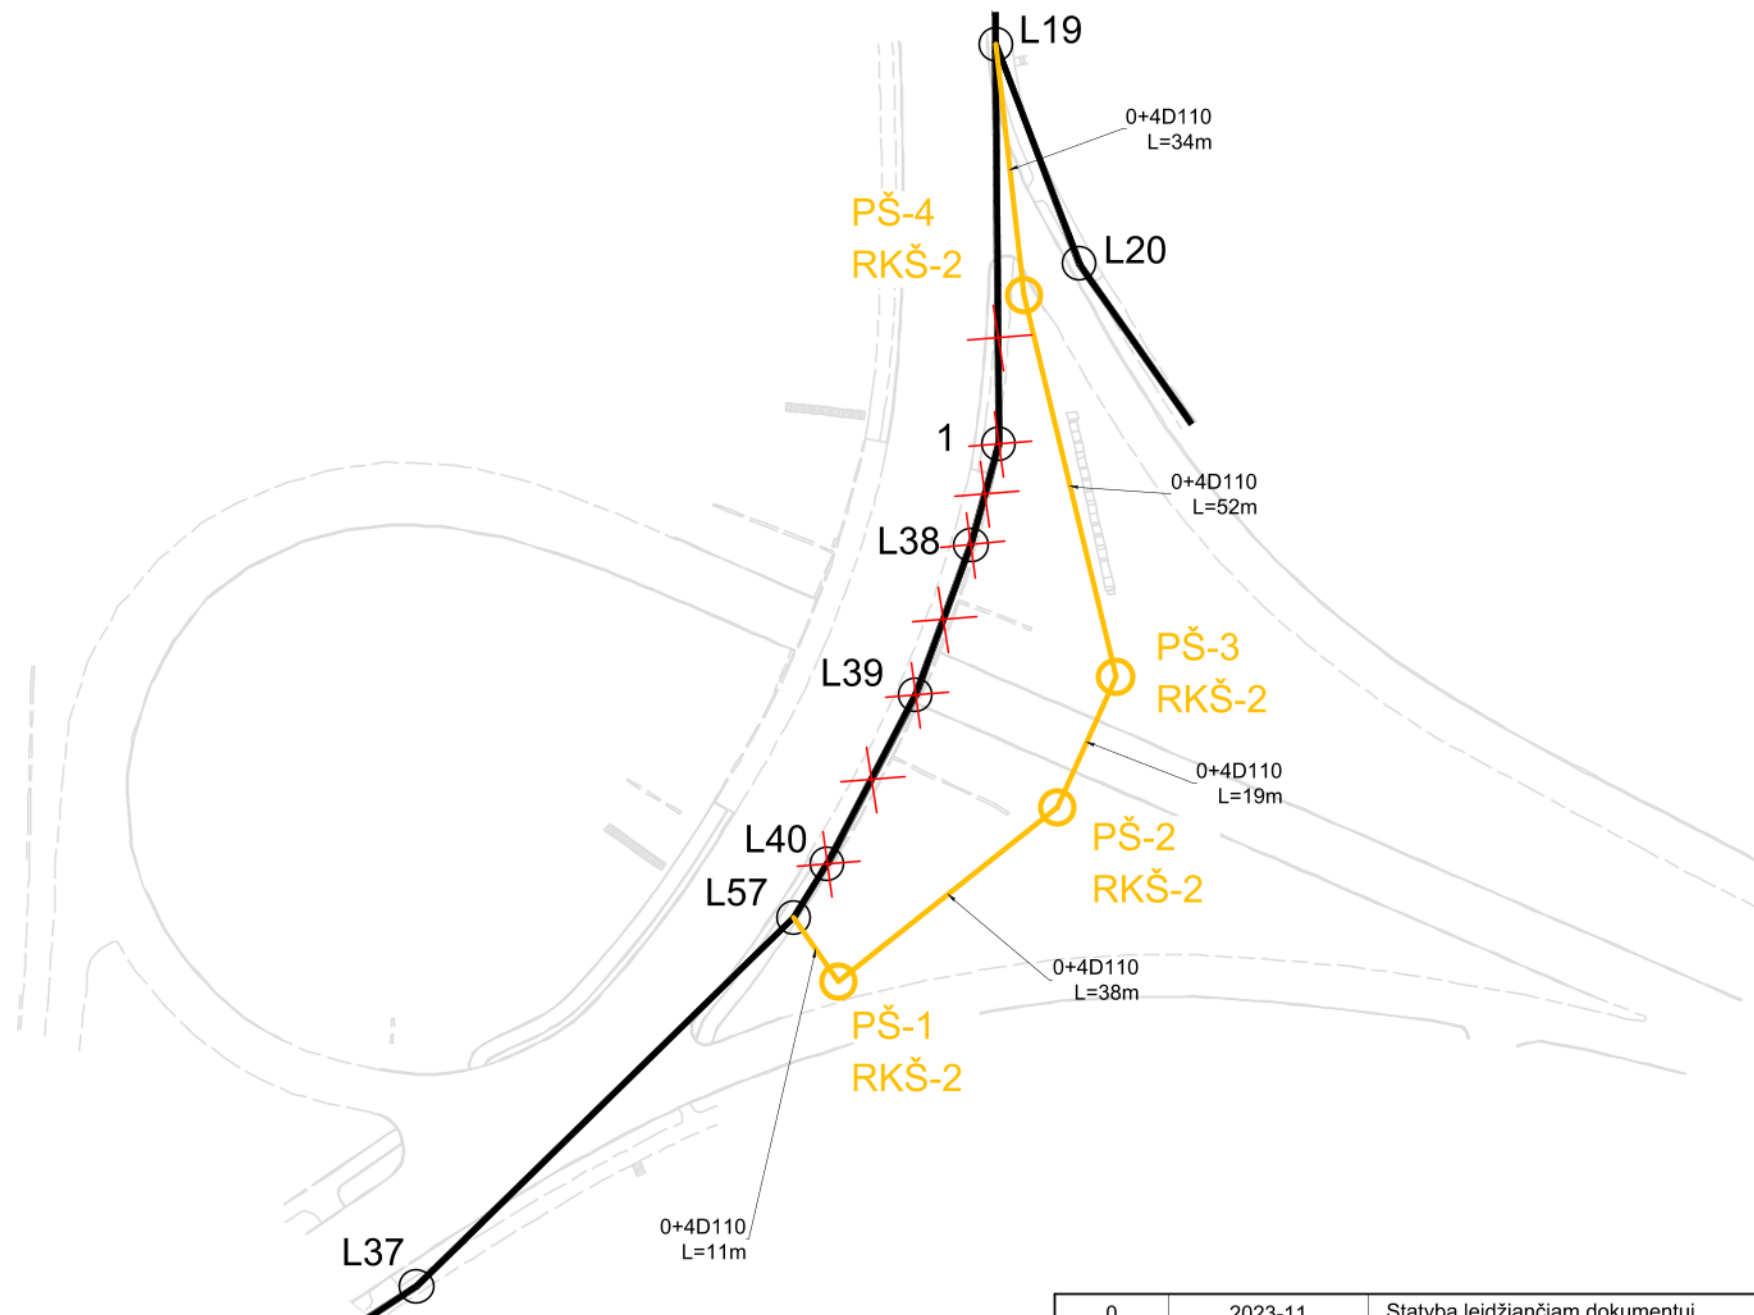 L19
0+4D110
L=34m
PŠ-4
RKŠ-2
L20
1
0+4D110
L=52m
L38
PŠ-3
RKŠ-2
L39
0+4D110
L=19m
L40
PŠ-2
RKŠ-2
L57
0+4D110
L=38m
PŠ-1
RKŠ-2
0+4D110
L=11m
L37
0 2023-11 Statyba leidžiančiam dokumentui